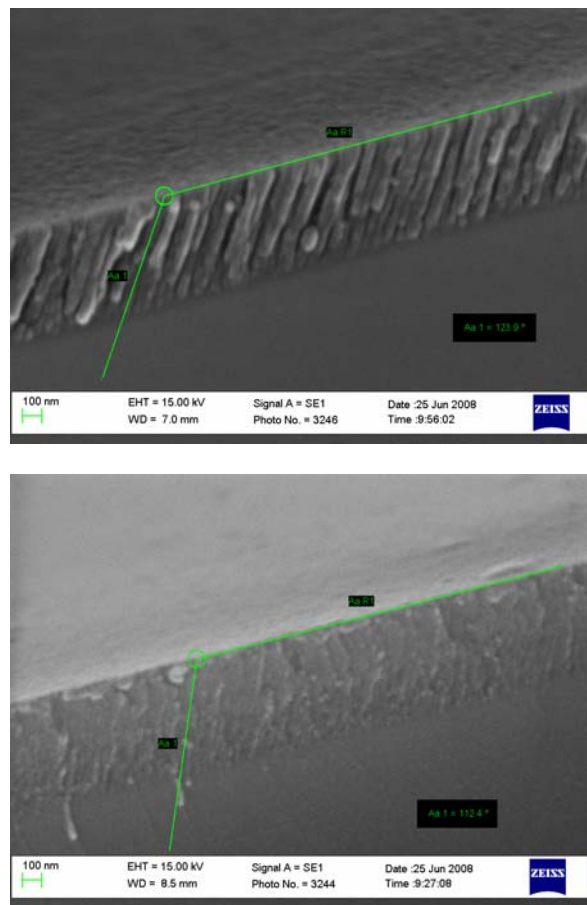 Aa R1
Aa 1
Aa 1 = 123.9 °
100 nm EHT = 15.00 kV Signal A = SE1 Date :25 Jun 2008 ZEISS
WD = 7.0 mm Photo No. = 3246 Time :9:56:02
Aa R1
Aa 1
Aa 1 = 112.4 °
100 nm EHT = 15.00 kV Signal A = SE1 Date :25 Jun 2008 ZEISS
WD = 8.5 mm Photo No. = 3244 Time :9:27:08